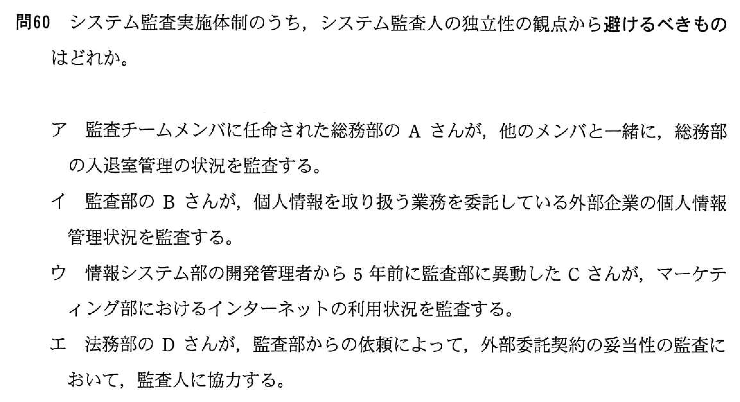 問60 システム監査実施体制のうち，システム監査人の独立性の観点から避けるべきもの
はどれか。
ア 監査チームメンバに任命された総務部の A さんが，他のメンバと一緒に，総務部
の入退室管理の状況を監査する。
イ 監査部の B さんが，個人情報を取り扱う業務を委託している外部企業の個人情報
管理状況を監査する。
ウ 情報システム部の開発管理者から 5 年前に監査部に異動した C さんが，マーケテ
ィング部におけるインターネットの利用状況を監査する。
エ 法務部の D さんが，監査部からの依頼によって，外部委託契約の妥当性の監査に
おいて，監査人に協力する。